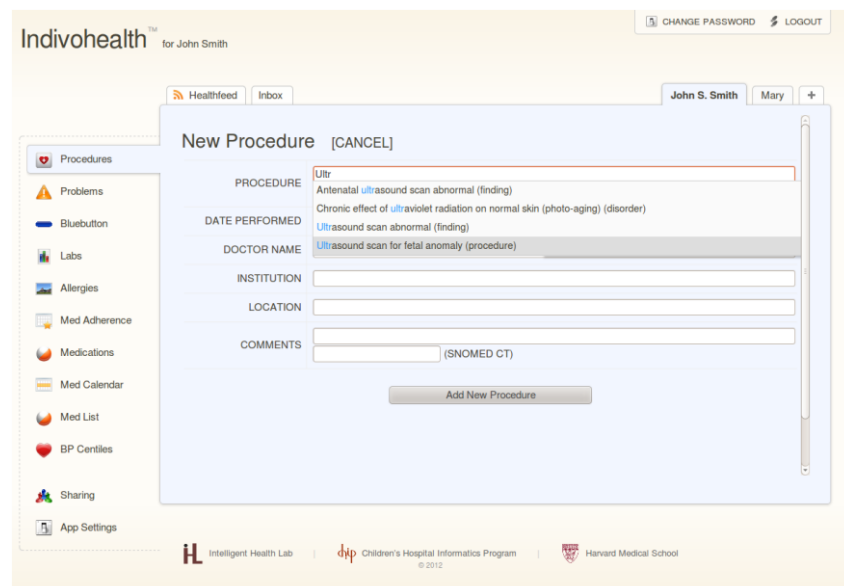 CHANGE PASSWORD LOGOUT
Indivohealth™ for John Smith
Healthfeed Inbox John S. Smith Mary +
New Procedure [CANCEL]
Procedures
Problems
Bluebutton
Labs
Allergies
Med Adherence
Medications
Med Calendar
Med List
BP Centiles
Sharing
App Settings
PROCEDURE Ultr
Antenatal ultrasound scan abnormal (finding)
Chronic effect of ultraviolet radiation on normal skin (photo-aging) (disorder)
Ultrasound scan abnormal (finding)
Ultrasound scan for fetal anomaly (procedure)
DATE PERFORMED
DOCTOR NAME
INSTITUTION
LOCATION
COMMENTS
(SNOMED CT)
Add New Procedure
iHL Intelligent Health Lab | chip Children's Hospital Informatics Program | Harvard Medical School
© 2012